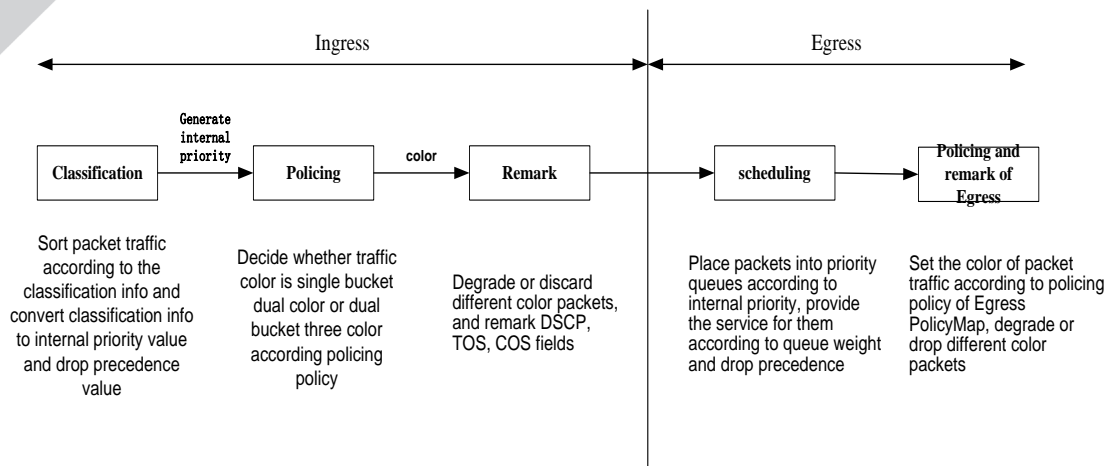 Ingress
Egress
Generate
internal
priority
color
Classification
Policing
Remark
scheduling
Policing and
remark of
Egress
Sort packet traffic
according to the
classification info and
convert classification info
to internal priority value
and drop precedence
value
Decide whether traffic
color is single bucket
dual color or dual
bucket three color
according policing
policy
Degrade or discard
different color packets,
and remark DSCP,
TOS, COS fields
Place packets into priority
queues according to
internal priority, provide
the service for them
according to queue weight
and drop precedence
Set the color of packet
traffic according to policing
policy of Egress
PolicyMap, degrade or
drop different color
packets